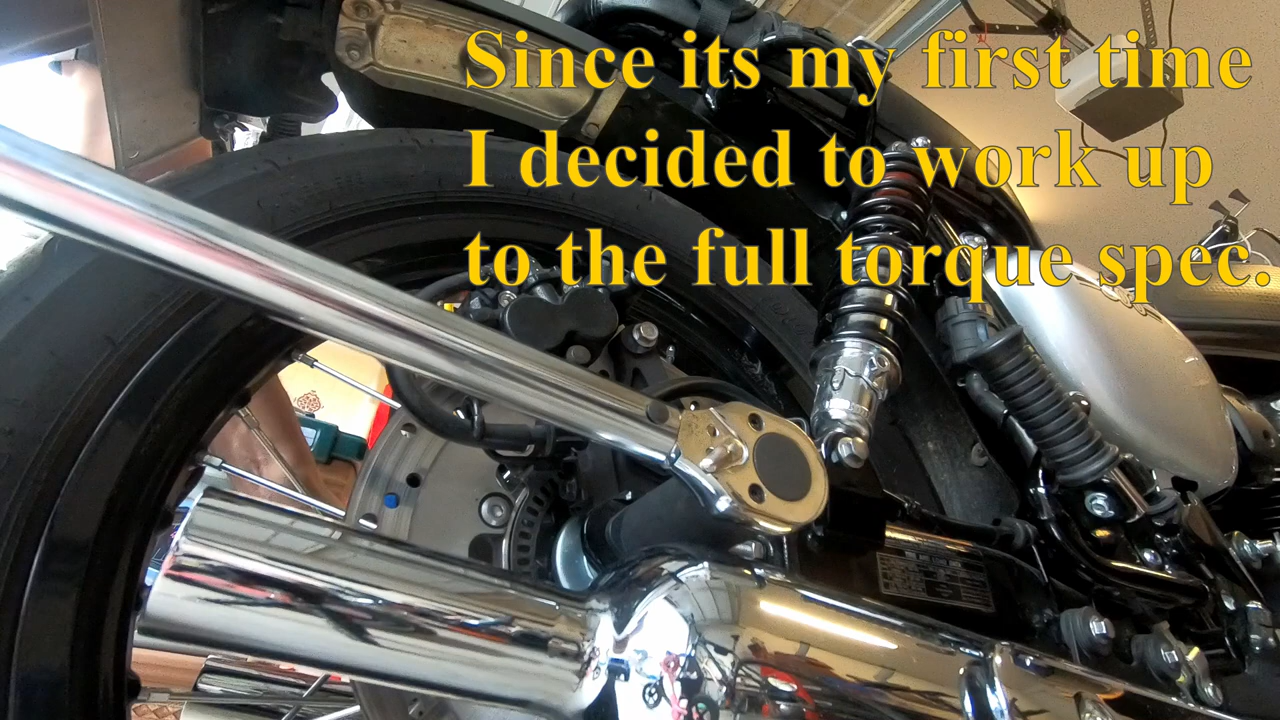 Since its my first time
I decided to work up
to the full torque spec.